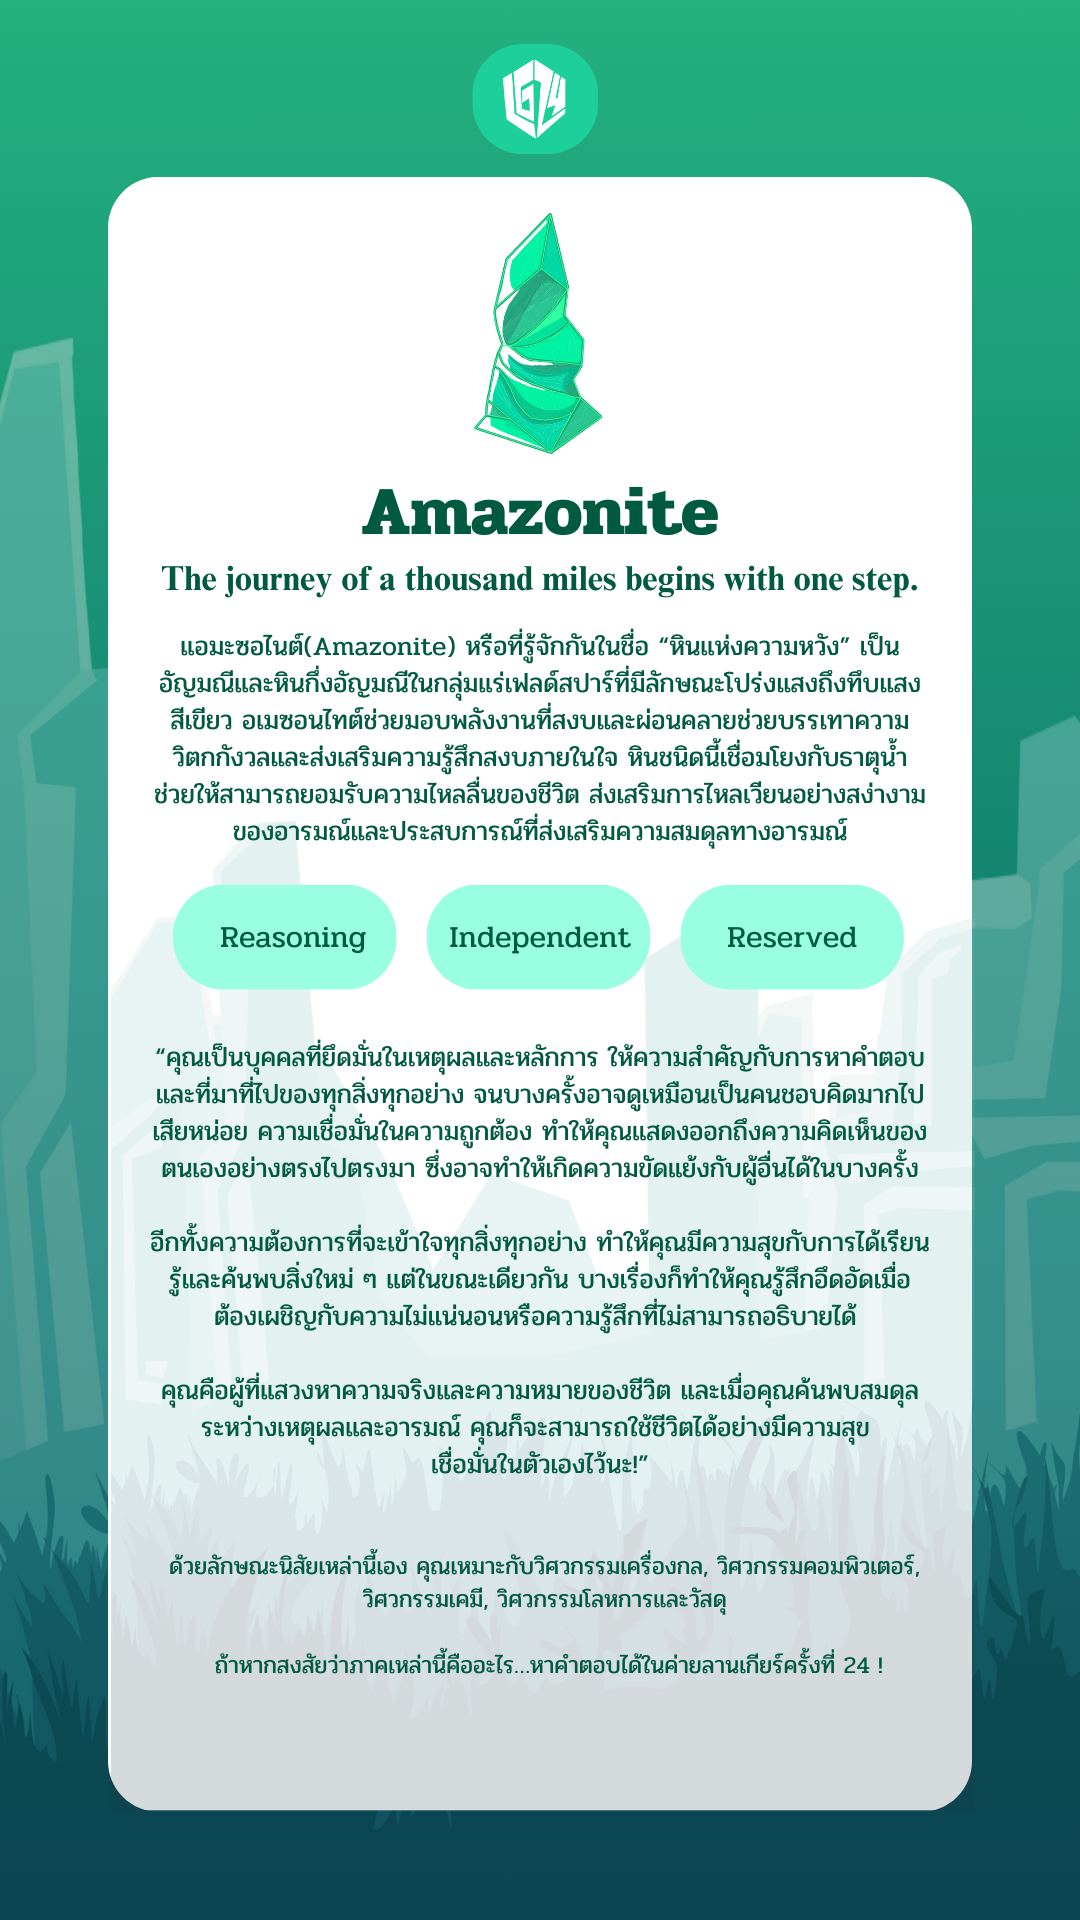 G24
Amazonite
The journey of a thousand miles begins with one step.
แอมะซอไนต์(Amazonite) หรือที่รู้จักกันในชื่อ “หินแห่งความหวัง” เป็น
อัญมณีและหินกึ่งอัญมณีในกลุ่มแร่เฟลด์สปาร์ที่มีลักษณะโปร่งแสงถึงทึบแสง
สีเขียว อเมซอนไทต์ช่วยมอบพลังงานที่สงบและผ่อนคลายช่วยบรรเทาความ
วิตกกังวลและส่งเสริมความรู้สึกสงบภายในใจ หินชนิดนี้เชื่อมโยงกับธาตุน้ำ
ช่วยให้สามารถยอมรับความไหลลื่นของชีวิต ส่งเสริมการไหลเวียนอย่างสง่างาม
ของอารมณ์และประสบการณ์ที่ส่งเสริมความสมดุลทางอารมณ์
Reasoning Independent Reserved
“คุณเป็นบุคคลที่ยึดมั่นในเหตุผลและหลักการ ให้ความสำคัญกับการหาคำตอบ
และที่มาที่ไปของทุกสิ่งทุกอย่าง จนบางครั้งอาจดูเหมือนเป็นคนชอบคิดมากไป
เสียหน่อย ความเชื่อมั่นในความถูกต้อง ทำให้คุณแสดงออกถึงความคิดเห็นของ
ตนเองอย่างตรงไปตรงมา ซึ่งอาจทำให้เกิดความขัดแย้งกับผู้อื่นได้ในบางครั้ง
อีกทั้งความต้องการที่จะเข้าใจทุกสิ่งทุกอย่าง ทำให้คุณมีความสุขกับการได้เรียน
รู้และค้นพบสิ่งใหม่ ๆ แต่ในขณะเดียวกัน บางเรื่องก็ทำให้คุณรู้สึกอึดอัดเมื่อ
ต้องเผชิญกับความไม่แน่นอนหรือความรู้สึกที่ไม่สามารถอธิบายได้
คุณคือผู้ที่แสวงหาความจริงและความหมายของชีวิต และเมื่อคุณค้นพบสมดุล
ระหว่างเหตุผลและอารมณ์ คุณก็จะสามารถใช้ชีวิตได้อย่างมีความสุข
เชื่อมั่นในตัวเองไว้นะ!”
ด้วยลักษณะนิสัยเหล่านี้เอง คุณเหมาะกับวิศวกรรมเครื่องกล, วิศวกรรมคอมพิวเตอร์,
วิศวกรรมเคมี, วิศวกรรมโลหการและวัสดุ
ถ้าหากสงสัยว่าภาคเหล่านี้คืออะไร...หาคำตอบได้ในค่ายลานเกียร์ครั้งที่ 24 !